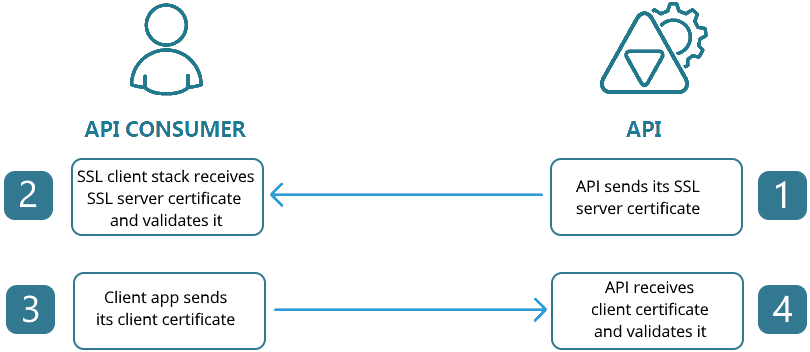 API CONSUMER
API
2
SSL client stack receives
SSL server certificate
and validates it
API sends its SSL
server certificate
1
3
Client app sends
its client certificate
API receives
client certificate
and validates it
4